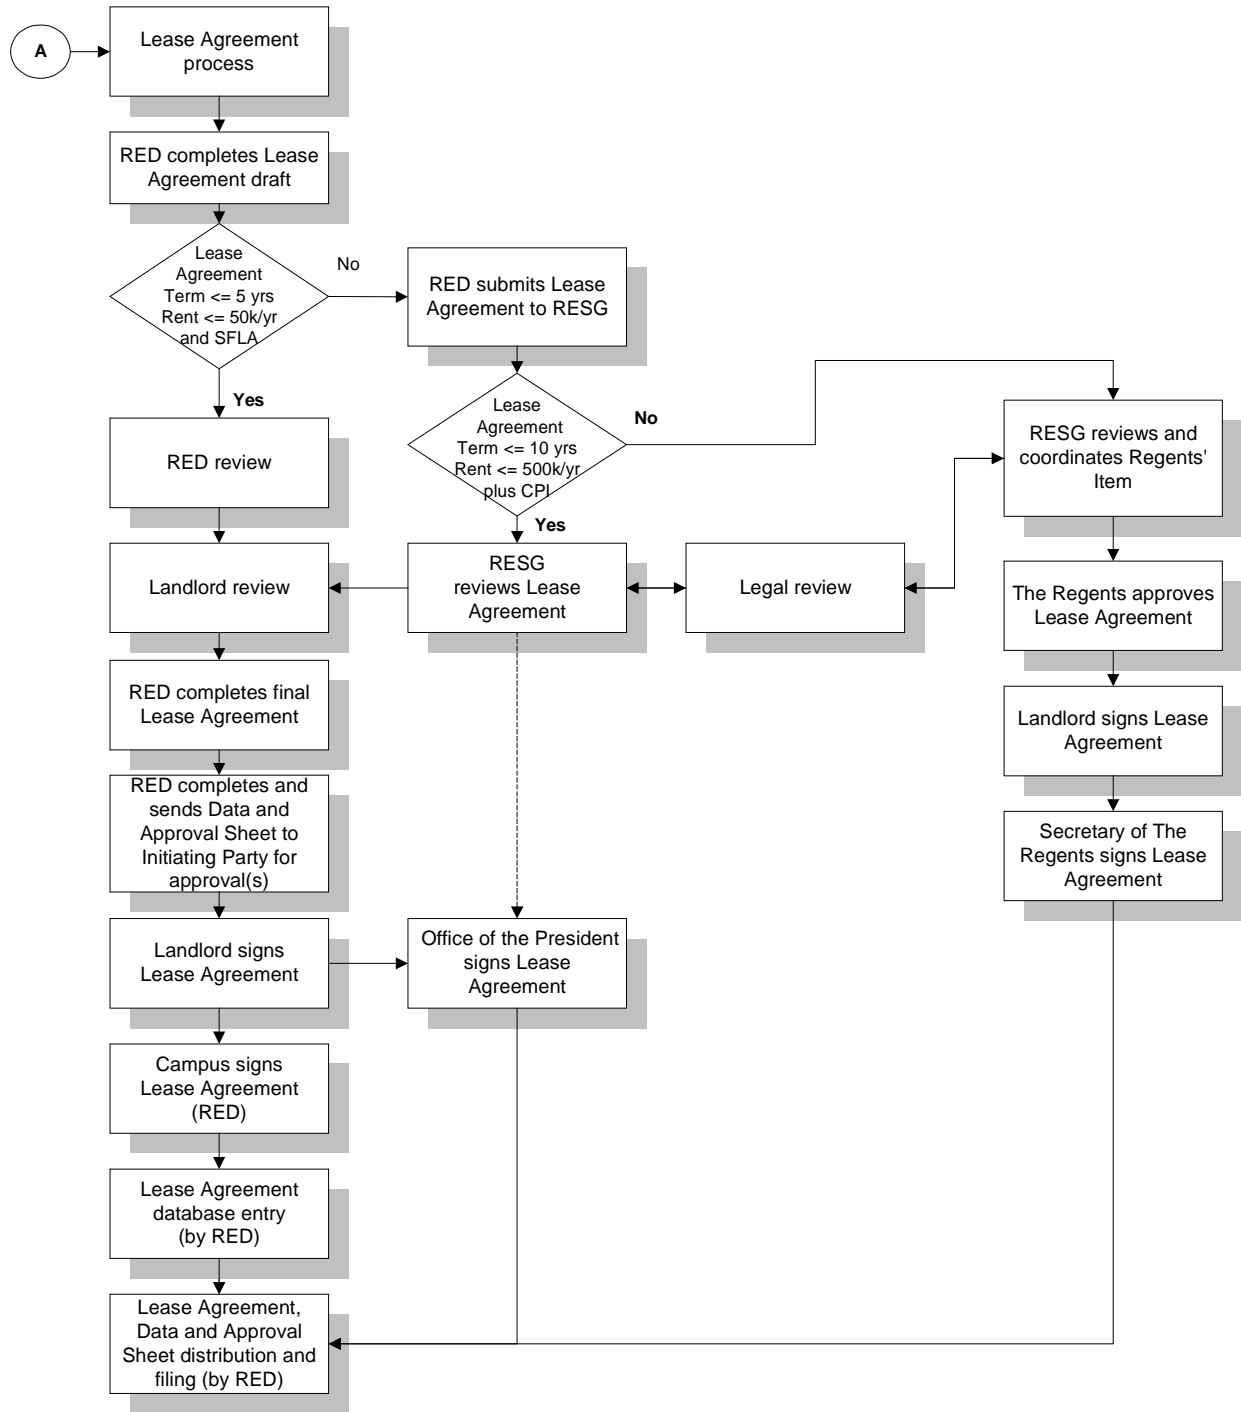 A
Lease Agreement
process
RED completes Lease
Agreement draft
Lease
Agreement
Term <= 5 yrs
Rent <= 50k/yr
and SFLA
No
Yes
RED submits Lease
Agreement to RESG
Lease
Agreement
Term <= 10 yrs
Rent <= 500k/yr
plus CPI
No
Yes
RED review
RESG reviews and
coordinates Regents'
Item
Landlord review
RESG
reviews Lease
Agreement
Legal review
The Regents approves
Lease Agreement
RED completes final
Lease Agreement
Landlord signs Lease
Agreement
RED completes and
sends Data and
Approval Sheet to
Initiating Party for
approval(s)
Secretary of The
Regents signs Lease
Agreement
Landlord signs
Lease Agreement
Office of the President
signs Lease
Agreement
Campus signs
Lease Agreement
(RED)
Lease Agreement
database entry
(by RED)
Lease Agreement,
Data and Approval
Sheet distribution and
filing (by RED)